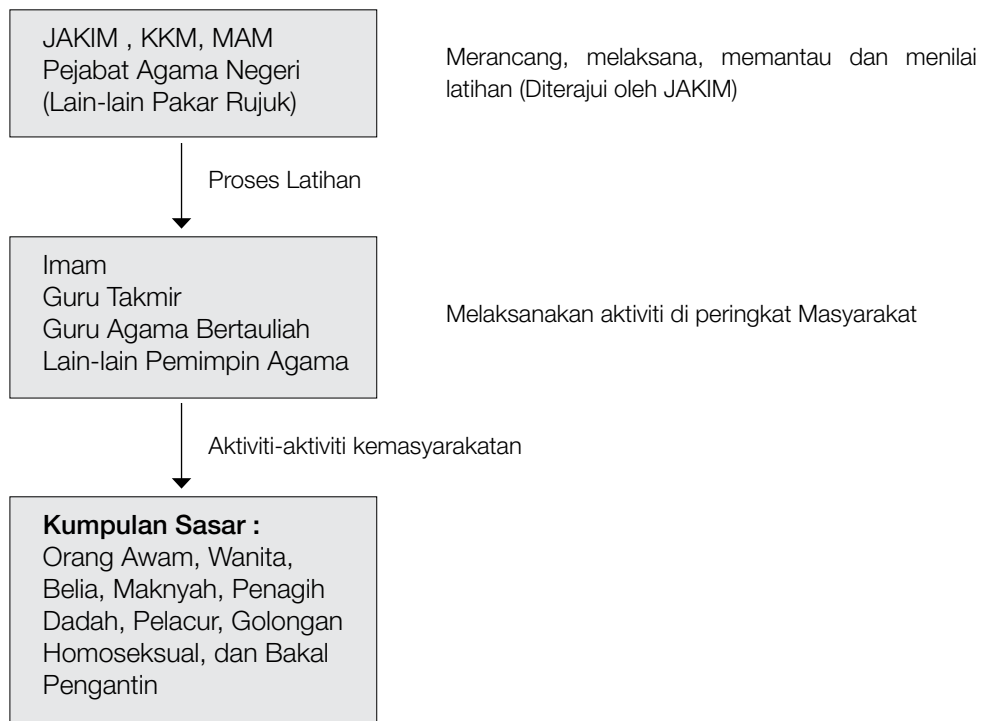 JAKIM , KKM, MAM
Pejabat Agama Negeri
(Lain-lain Pakar Rujuk)
Merancang, melaksana, memantau dan menilai
latihan (Diterajui oleh JAKIM)
Proses Latihan
Imam
Guru Takmir
Guru Agama Bertauliah
Lain-lain Pemimpin Agama
Melaksanakan aktiviti di peringkat Masyarakat
Aktiviti-aktiviti kemasyarakatan
Kumpulan Sasar :
Orang Awam, Wanita,
Belia, Maknyah, Penagih
Dadah, Pelacur, Golongan
Homoseksual, dan Bakal
Pengantin